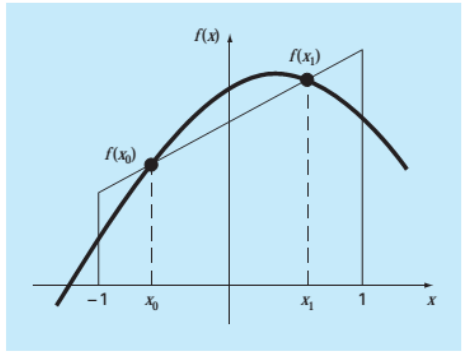 f(x)
f(x₁)
f(x₀)
−1 x₀ x₁ 1 x